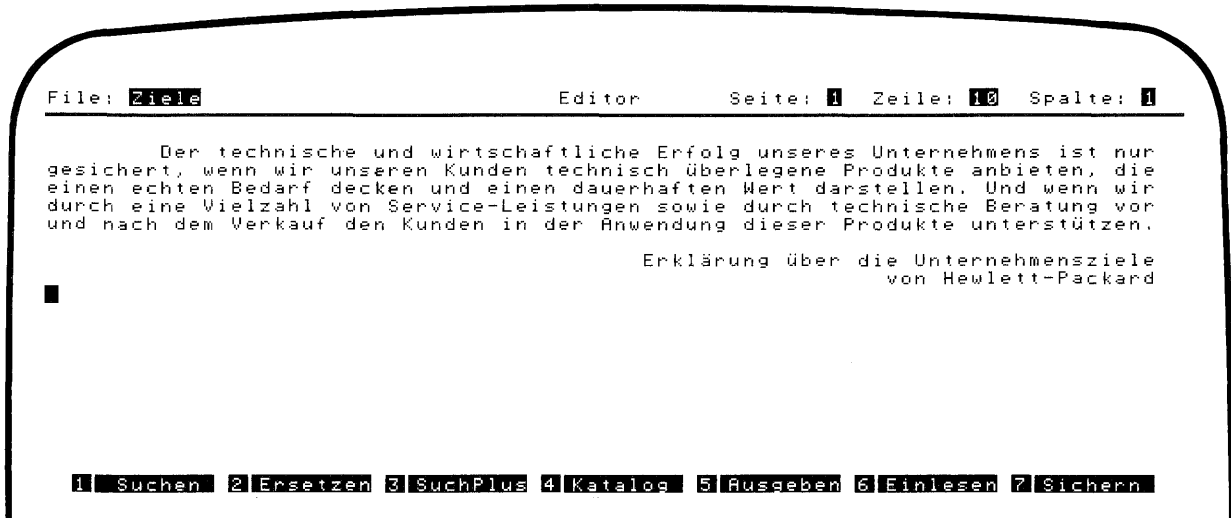 File: Ziele Editor Seite: 1 Zeile: 10 Spalte: 1
Der technische und wirtschaftliche Erfolg unseres Unternehmens ist nur
gesichert, wenn wir unseren Kunden technisch überlegene Produkte anbieten, die
einen echten Bedarf decken und einen dauerhaften Wert darstellen. Und wenn wir
durch eine Vielzahl von Service-Leistungen sowie durch technische Beratung vor
und nach dem Verkauf den Kunden in der Anwendung dieser Produkte unterstützen.
Erklärung über die Unternehmensziele
von Hewlett-Packard
1 Suchen 2 Ersetzen 3 SuchPlus 4 Katalog 5 Ausgeben 6 Einlesen 7 Sichern